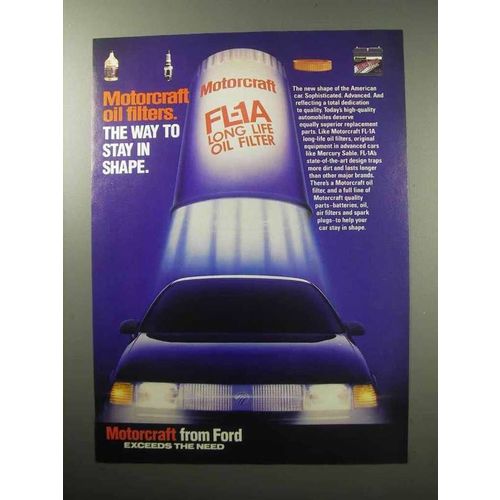 Motorcraft
oil filters.
THE WAY TO
STAY IN
SHAPE.
Motorcraft
FL-1A
LONG LIFE
OIL FILTER
The new shape of the American
car. Sophisticated. Advanced. And
reflecting a total dedication
to quality. Today's high-quality
automobiles deserve
equally superior replacement
parts. Like Motorcraft FL-1A
long-life oil filters, original
equipment in advanced cars
like Mercury Sable. FL-1A's
state-of-the-art design traps
more dirt and lasts longer
than other major brands.
There's a Motorcraft oil
filter, and a full line of
Motorcraft quality
parts–batteries, oil,
air filters and spark
plugs–to help your
car stay in shape.
Motorcraft from Ford
EXCEEDS THE NEED